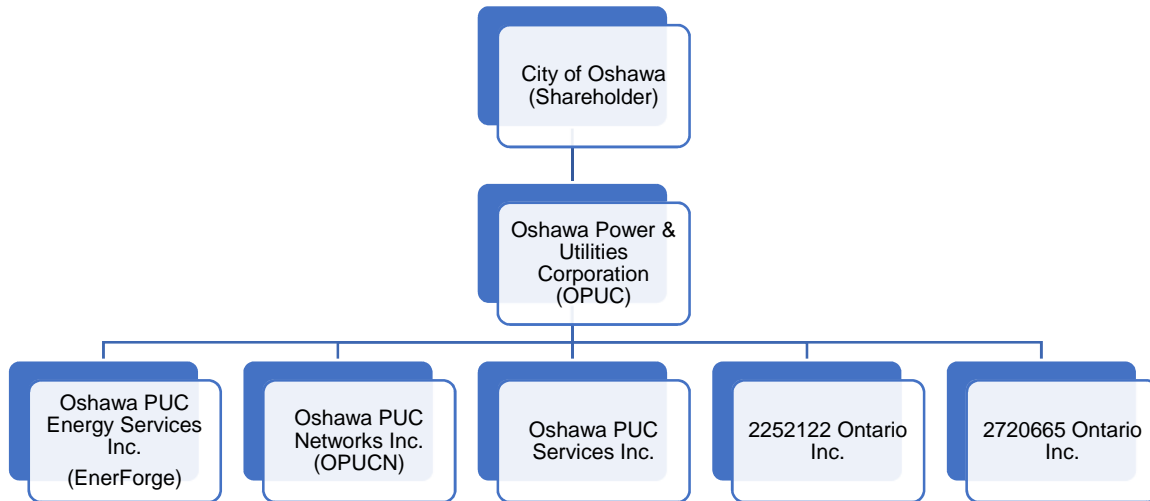 City of Oshawa
(Shareholder)
Oshawa Power &
Utilities
Corporation
(OPUC)
Oshawa PUC
Energy Services
Inc.
(EnerForge)
Oshawa PUC
Networks Inc.
(OPUCN)
Oshawa PUC
Services Inc.
2252122 Ontario
Inc.
2720665 Ontario
Inc.